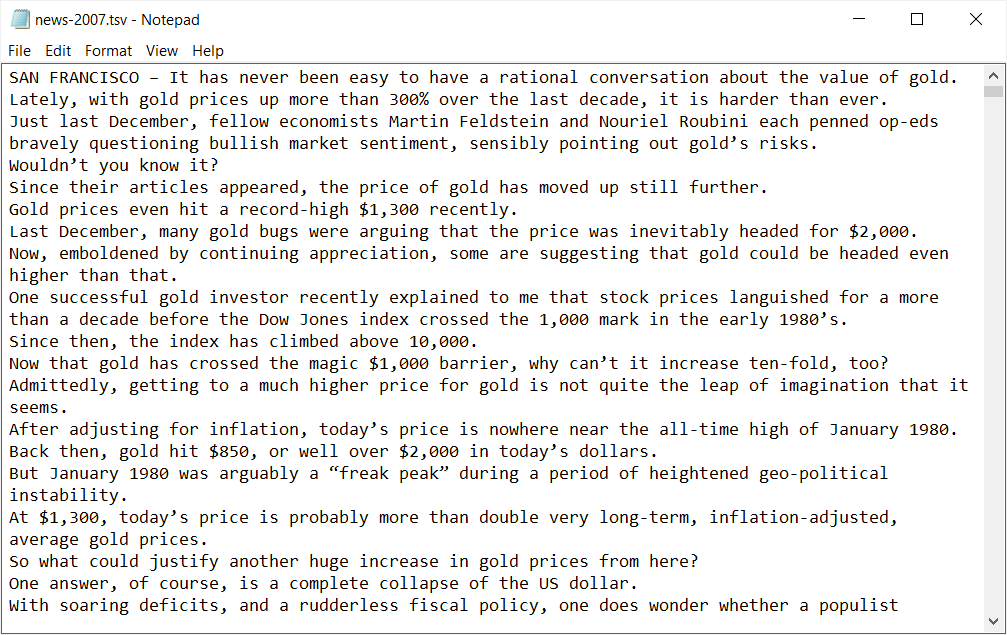 news-2007.tsv - Notepad
File Edit Format View Help
SAN FRANCISCO – It has never been easy to have a rational conversation about the value of gold.
Lately, with gold prices up more than 300% over the last decade, it is harder than ever.
Just last December, fellow economists Martin Feldstein and Nouriel Roubini each penned op-eds
bravely questioning bullish market sentiment, sensibly pointing out gold’s risks.
Wouldn’t you know it?
Since their articles appeared, the price of gold has moved up still further.
Gold prices even hit a record-high $1,300 recently.
Last December, many gold bugs were arguing that the price was inevitably headed for $2,000.
Now, emboldened by continuing appreciation, some are suggesting that gold could be headed even
higher than that.
One successful gold investor recently explained to me that stock prices languished for a more
than a decade before the Dow Jones index crossed the 1,000 mark in the early 1980’s.
Since then, the index has climbed above 10,000.
Now that gold has crossed the magic $1,000 barrier, why can’t it increase ten-fold, too?
Admittedly, getting to a much higher price for gold is not quite the leap of imagination that it
seems.
After adjusting for inflation, today’s price is nowhere near the all-time high of January 1980.
Back then, gold hit $850, or well over $2,000 in today’s dollars.
But January 1980 was arguably a “freak peak” during a period of heightened geo-political
instability.
At $1,300, today’s price is probably more than double very long-term, inflation-adjusted,
average gold prices.
So what could justify another huge increase in gold prices from here?
One answer, of course, is a complete collapse of the US dollar.
With soaring deficits, and a rudderless fiscal policy, one does wonder whether a populist